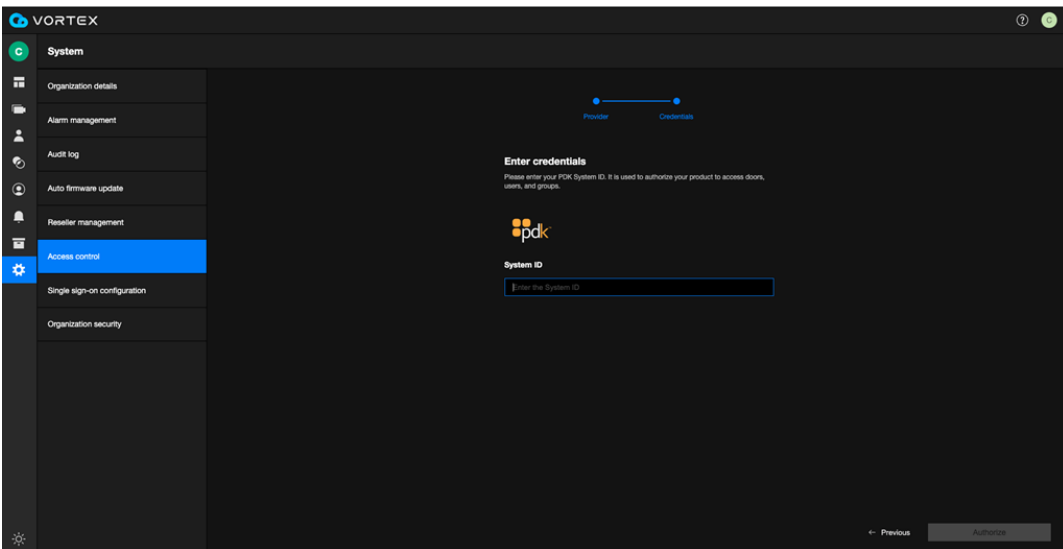 VORTEX
C
C
System
Organization details
Alarm management
Audit log
Auto firmware update
Reseller management
Access control
Single sign-on configuration
Organization security
Provider
Credentials
Enter credentials
Please enter your PDK System ID. It is used to authorize your product to access doors,
users, and groups.
pdk
System ID
Enter the System ID
← Previous
Authorize